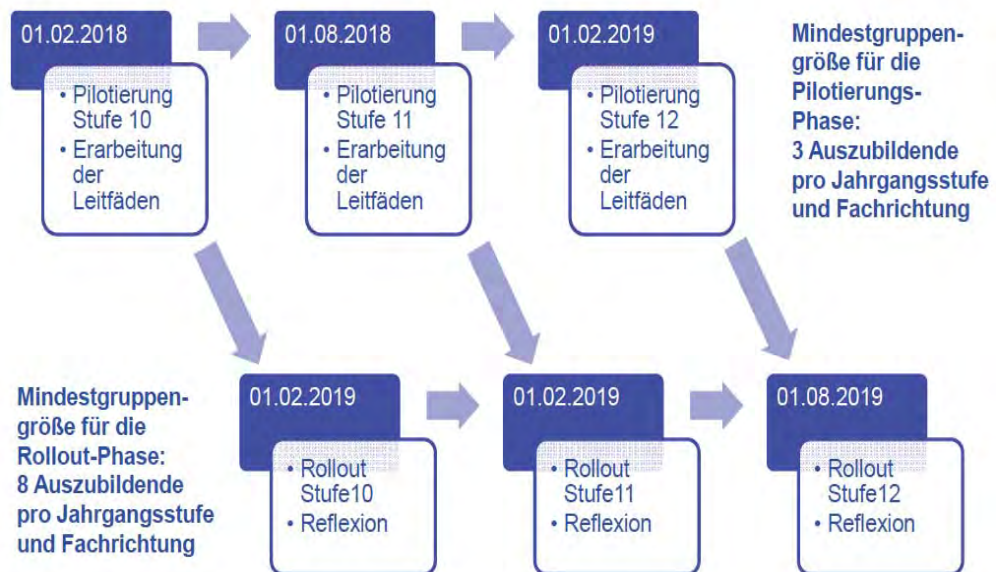 01.02.2018
• Pilotierung
Stufe 10
• Erarbeitung
der
Leitfäden
01.08.2018
• Pilotierung
Stufe 11
• Erarbeitung
der
Leitfäden
01.02.2019
• Pilotierung
Stufe 12
• Erarbeitung
der
Leitfäden
Mindestgruppen-
größe für die
Pilotierungs-
Phase:
3 Auszubildende
pro Jahrgangsstufe
und Fachrichtung
Mindestgruppen-
größe für die
Rollout-Phase:
8 Auszubildende
pro Jahrgangsstufe
und Fachrichtung
01.02.2019
• Rollout
Stufe10
• Reflexion
01.02.2019
• Rollout
Stufe11
• Reflexion
01.08.2019
• Rollout
Stufe12
• Reflexion